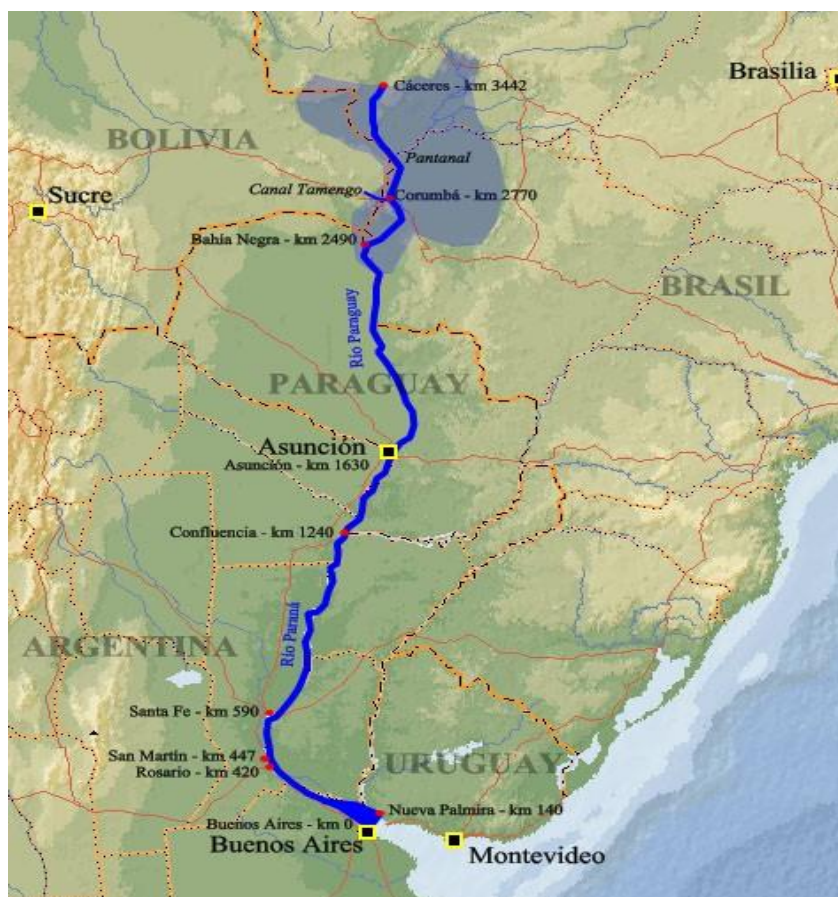 Brasilia
Cáceres - km 3442
BOLIVIA
Pantanal
Canal Tamengo
Sucre
Corumbá - km 2770
Bahía Negra - km 2490
BRASIL
Río Paraguay
PARAGUAY
Asunción
Asunción - km 1630
Confluencia - km 1240
Río Paraná
ARGENTINA
Santa Fe - km 590
San Martín - km 447
URUGUAY
Rosario - km 420
Nueva Palmira - km 140
Buenos Aires - km 0
Buenos Aires
Montevideo